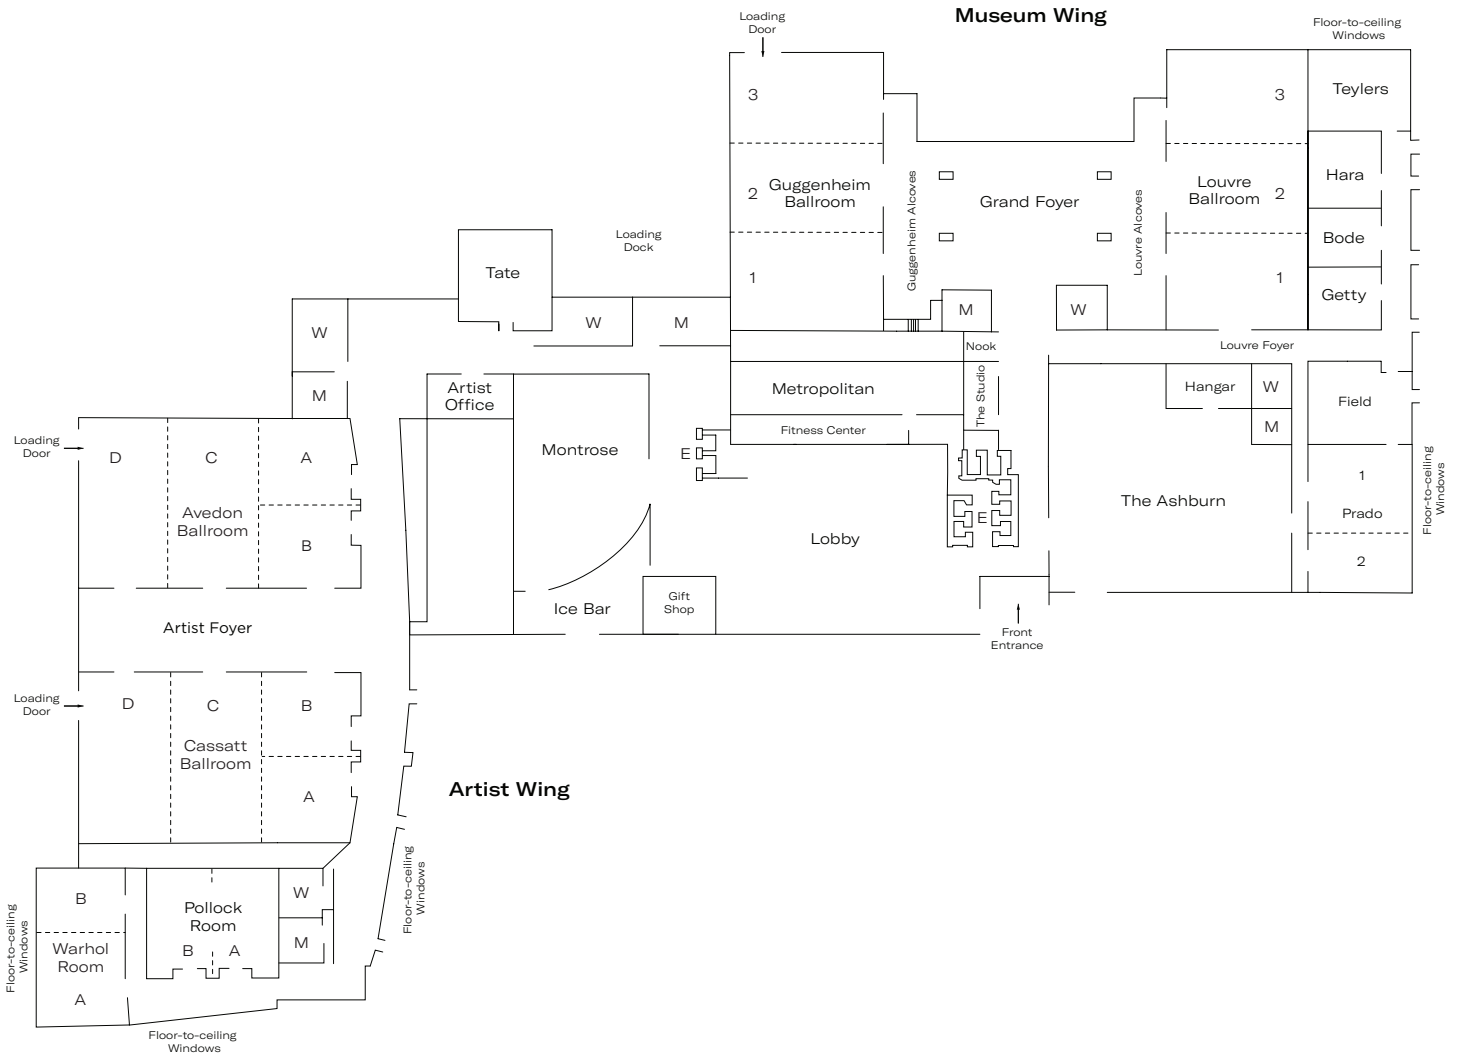 Museum Wing
Loading
Door
Floor-to-ceiling
Windows
3
3
Teylers
Guggenheim
Ballroom
2
Guggenheim Alcoves
Grand Foyer
Louvre Alcoves
Louvre
Ballroom
2
Hara
Bode
Loading
Dock
Tate
1
1
Getty
W
W
M
M
W
Nook
Louvre Foyer
M
Artist
Office
Metropolitan
The Studio
Hangar
W
Field
M
Fitness Center
Montrose
E
Loading
Door
D
C
A
Avedon
Ballroom
B
1
Prado
2
Floor-to-ceiling
Windows
The Ashburn
E
Lobby
Ice Bar
Gift
Shop
Front
Entrance
Artist Foyer
Loading
Door
D
C
B
Cassatt
Ballroom
A
Artist Wing
Floor-to-ceiling
Windows
B
Warhol
Room
A
Pollock
Room
B
A
W
M
Floor-to-ceiling
Windows
Floor-to-ceiling
Windows